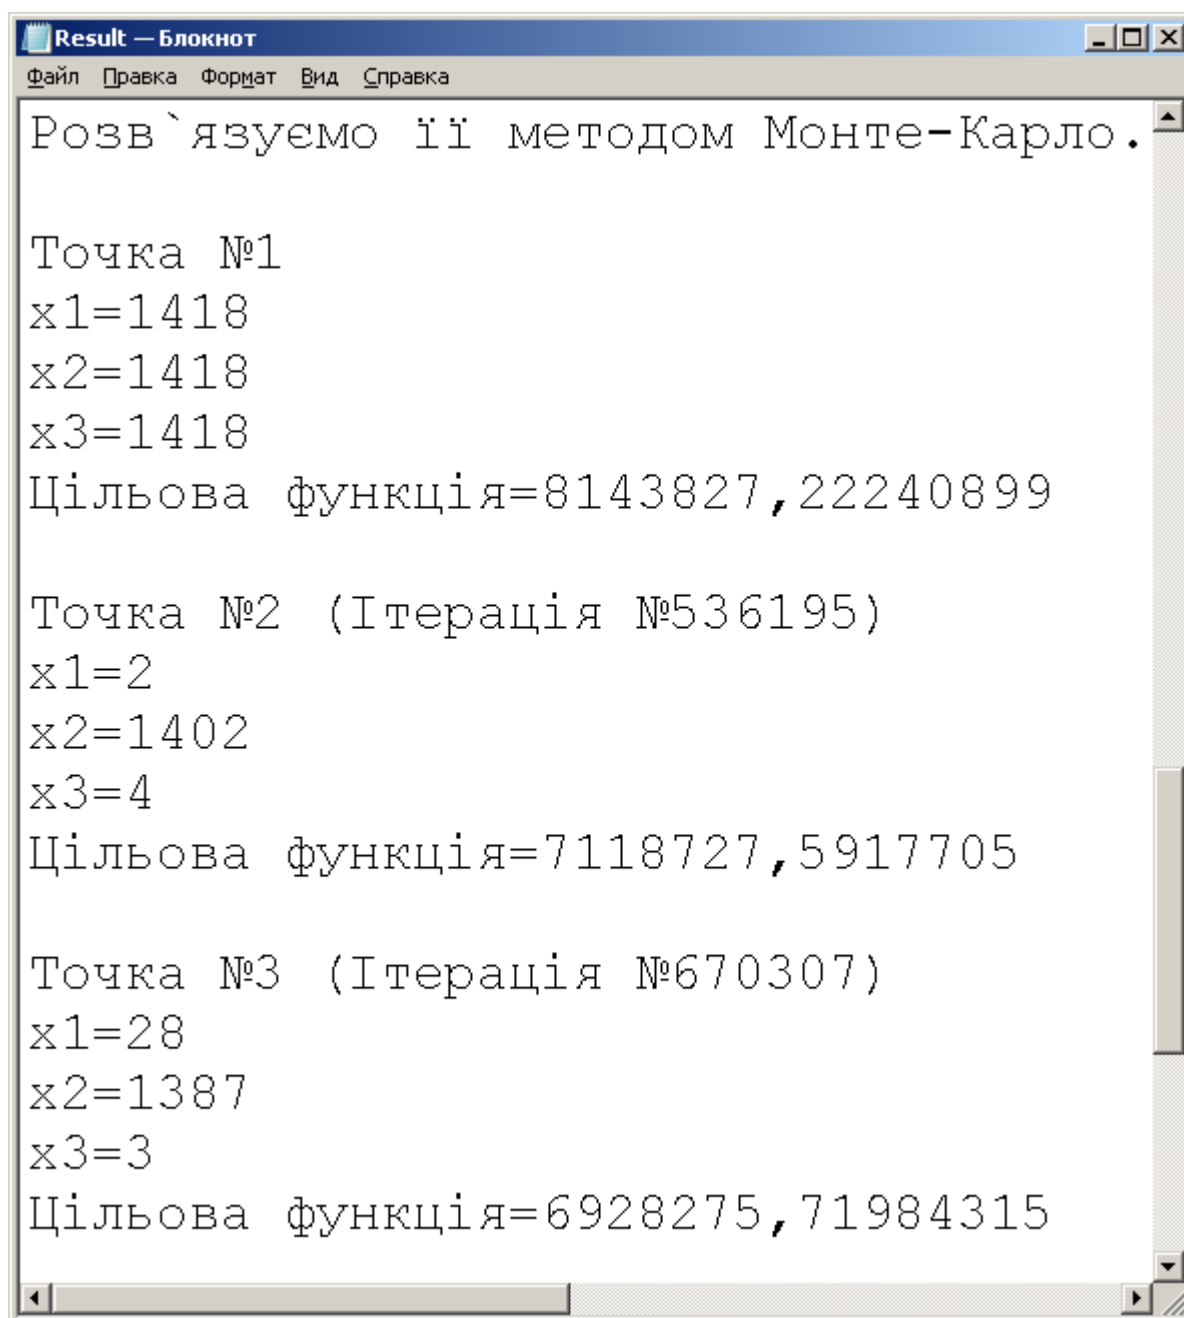 Result — Блокнот
Файл Правка Формат Вид Справка
Розв`язуємо її методом Монте-Карло.
Точка №1
x1=1418
x2=1418
x3=1418
Цільова функція=8143827,22240899
Точка №2 (Ітерація №536195)
x1=2
x2=1402
x3=4
Цільова функція=7118727,5917705
Точка №3 (Ітерація №670307)
x1=28
x2=1387
x3=3
Цільова функція=6928275,71984315